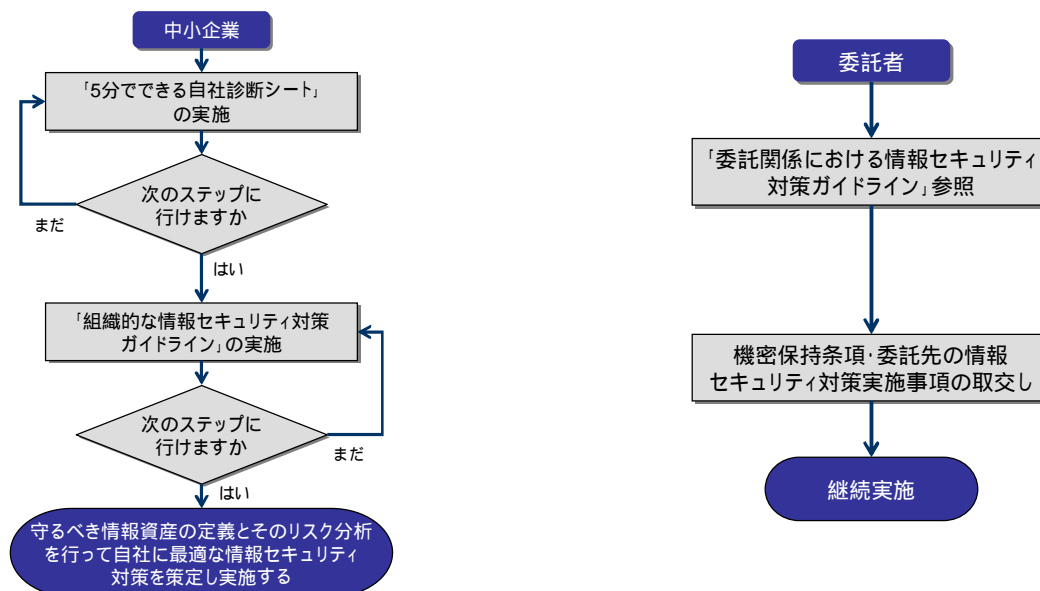 中小企業
「5分でできる自社診断シート」
の実施
次のステップに
行けますか
まだ
はい
「組織的な情報セキュリティ対策
ガイドライン」の実施
次のステップに
行けますか
まだ
はい
守るべき情報資産の定義とそのリスク分析
を行って自社に最適な情報セキュリティ
対策を策定し実施する
委託者
「委託関係における情報セキュリティ
対策ガイドライン」参照
機密保持条項・委託先の情報
セキュリティ対策実施事項の取交し
継続実施